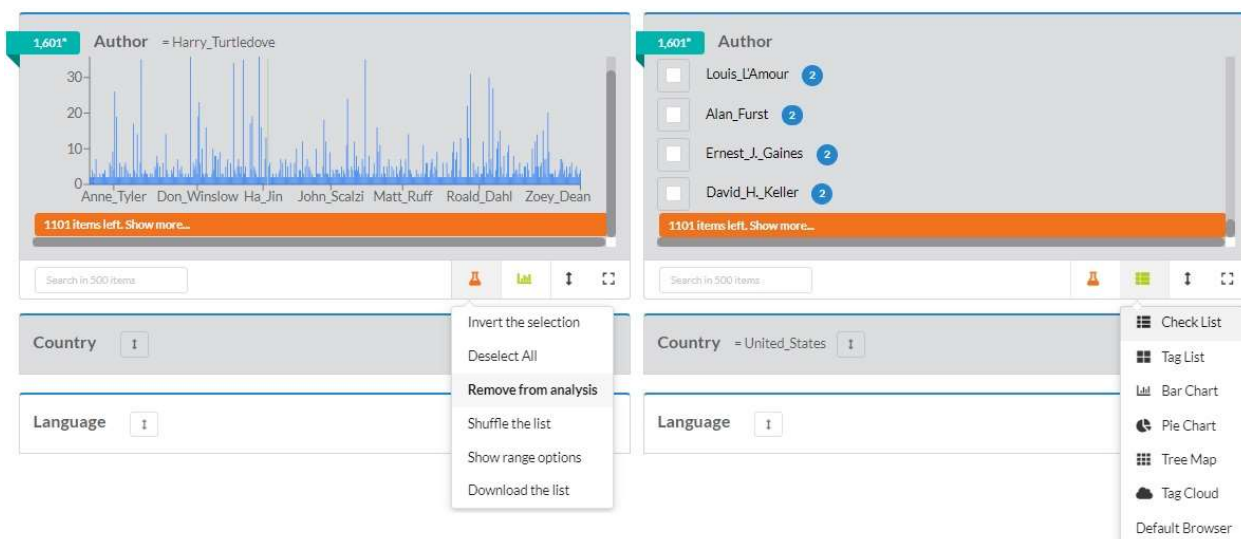 1,601*
Author = Harry_Turtledove
30
20
10
0
Anne_Tyler Don_Winslow Ha_Jin John_Scalzi Matt_Ruff Roald_Dahl Zoey_Dean
1101 items left. Show more...
Search in 500 items
Invert the selection
Deselect All
Remove from analysis
Shuffle the list
Show range options
Download the list
Country
Language
1,601*
Author
Louis_L'Amour 2
Alan_Furst 2
Ernest_J._Gaines 2
David_H._Keller 2
1101 items left. Show more...
Search in 500 items
Country = United_States
Language
Check List
Tag List
Bar Chart
Pie Chart
Tree Map
Tag Cloud
Default Browser